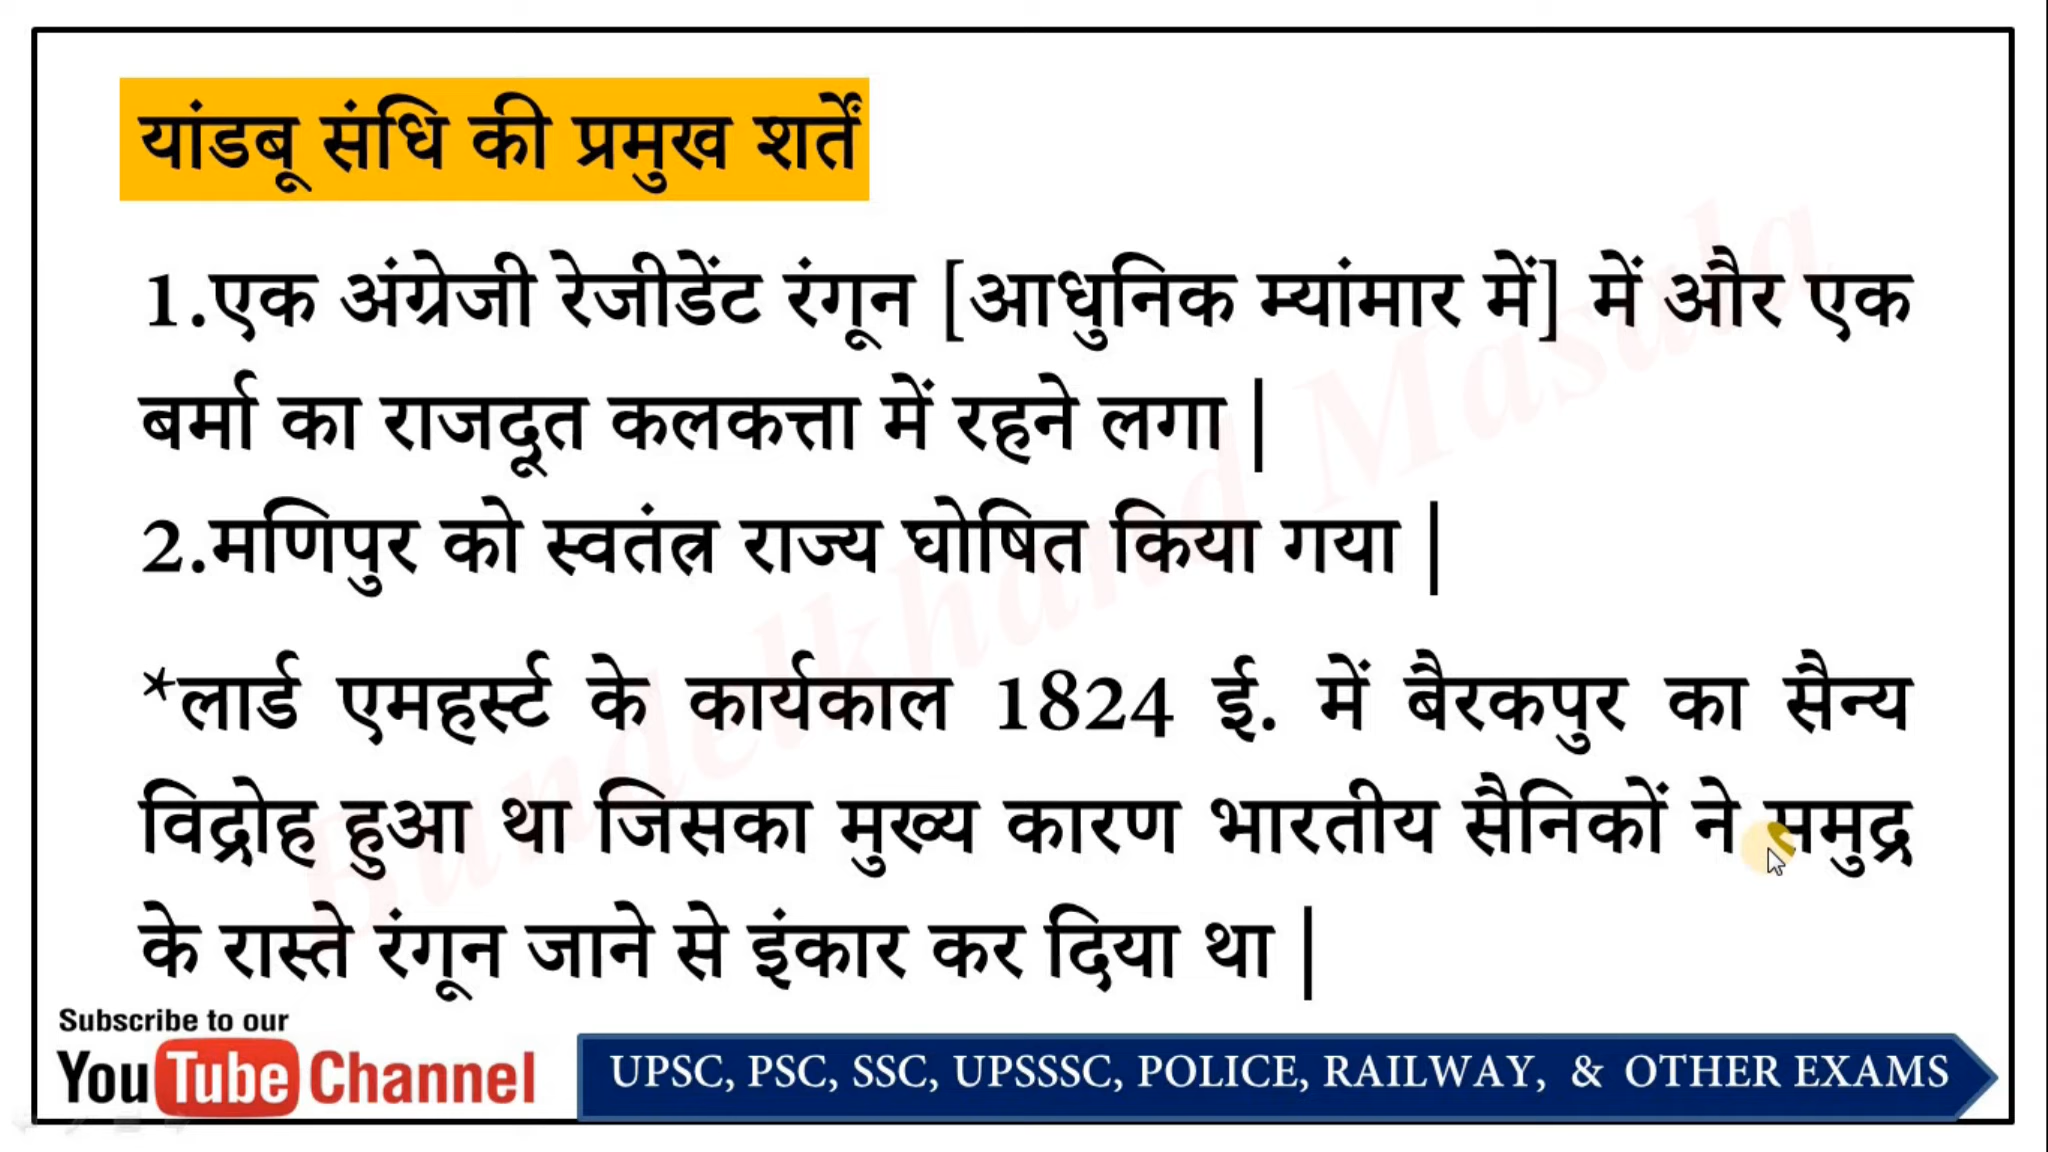 यांडबू संधि की प्रमुख शर्तें
1.एक अंग्रेजी रेजीडेंट रंगून [आधुनिक म्यांमार में] में और एक
बर्मा का राजदूत कलकत्ता में रहने लगा |
2.मणिपुर को स्वतंत्र राज्य घोषित किया गया |
*लार्ड एमहर्स्ट के कार्यकाल 1824 ई. में बैरकपुर का सैन्य
विद्रोह हुआ था जिसका मुख्य कारण भारतीय सैनिकों ने समुद्र
के रास्ते रंगून जाने से इंकार कर दिया था |
Bundelkhand Masala
Subscribe to our
YouTube Channel
UPSC, PSC, SSC, UPSSSC, POLICE, RAILWAY, & OTHER EXAMS